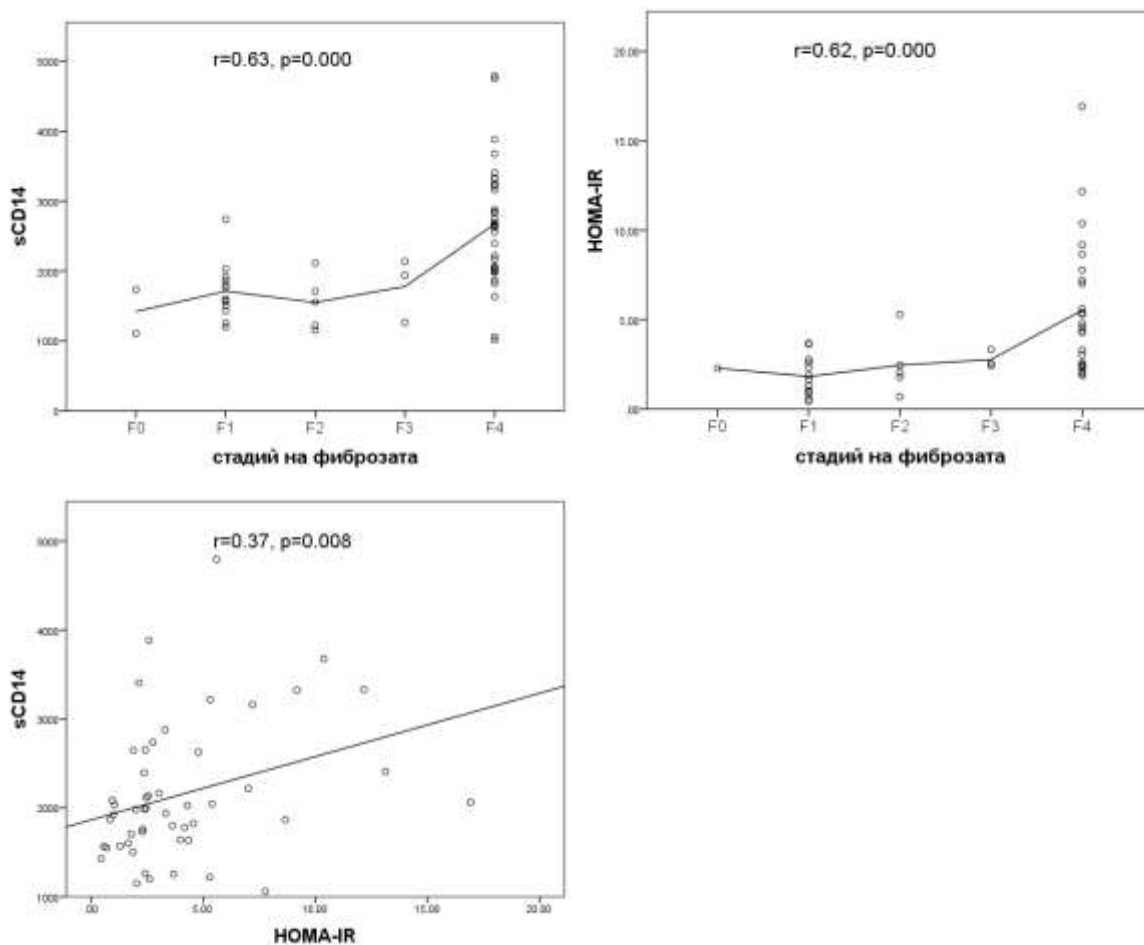 r=0.63, p=0.000
5000
4000
3000
2000
1000
0
sCD14
F0 F1 F2 F3 F4
стадий на фиброзата
r=0.62, p=0.000
20.00
15.00
10.00
5.00
.00
HOMA-IR
F0 F1 F2 F3 F4
стадий на фиброзата
r=0.37, p=0.008
5000
4000
3000
2000
1000
sCD14
.00 5.00 10.00 15.00 20.00
HOMA-IR